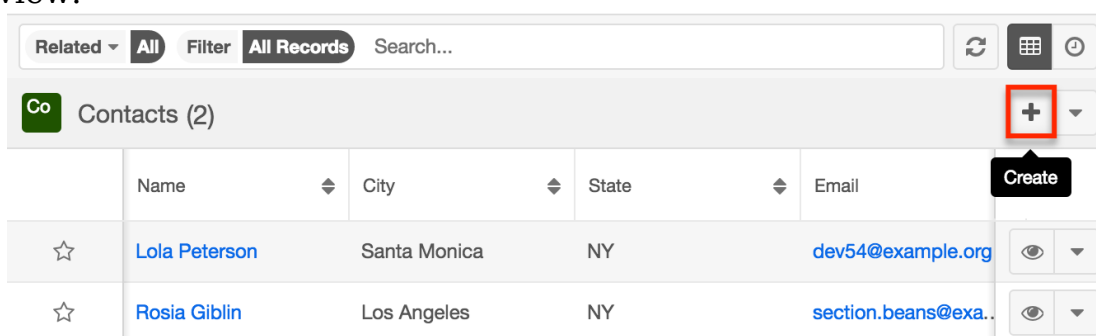 view.
Related All Filter All Records Search...
Co Contacts (2)
Create
Name City State Email
Lola Peterson Santa Monica NY dev54@example.org
Rosia Giblin Los Angeles NY section.beans@exa..